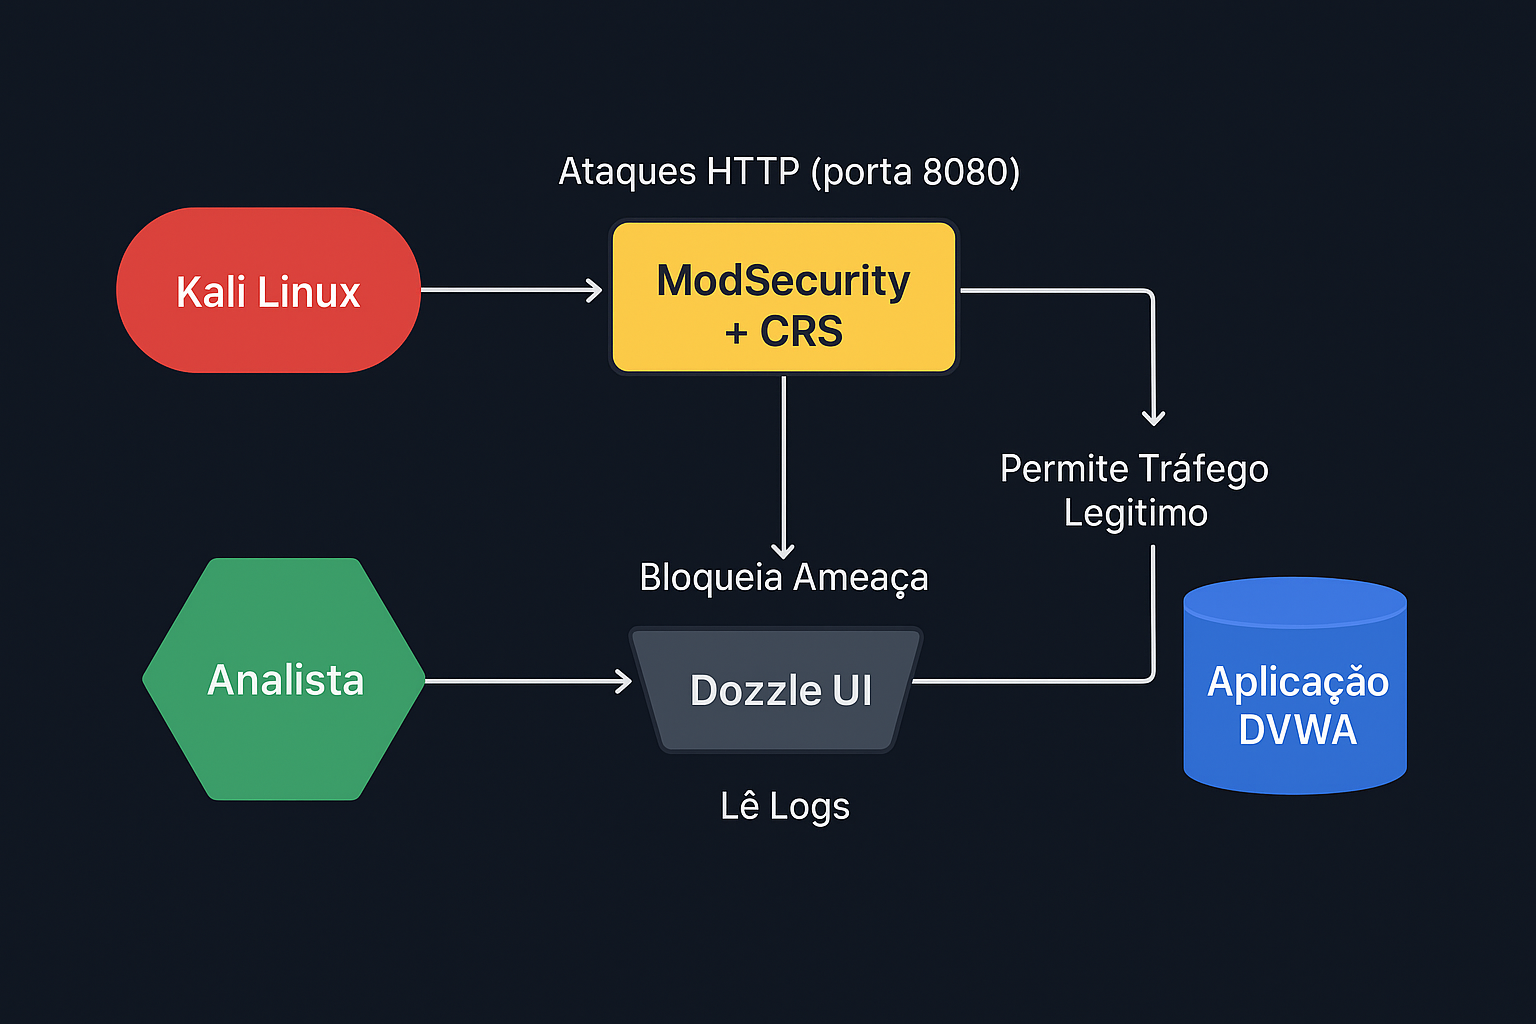 Ataques HTTP (porta 8080)
Kali Linux
ModSecurity
+ CRS
Permite Tráfego
Legitimo
Bloqueia Ameaça
Analista
Dozzle UI
Aplicaçăo
DVWA
Lê Logs